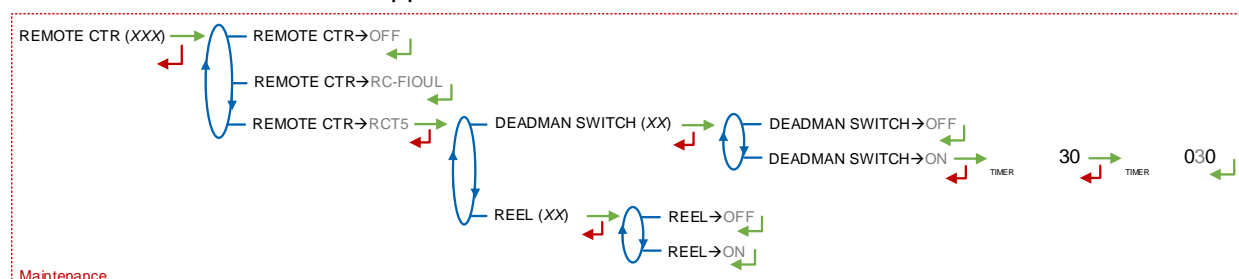 REMOTE CTR (XXX)
REMOTE CTR→OFF
REMOTE CTR→RC-FIOUL
REMOTE CTR→RCT5
DEADMAN SWITCH (XX)
DEADMAN SWITCH→OFF
DEADMAN SWITCH→ON
TIMER
30
TIMER
030
REEL (XX)
REEL→OFF
REEL→ON
Maintenance